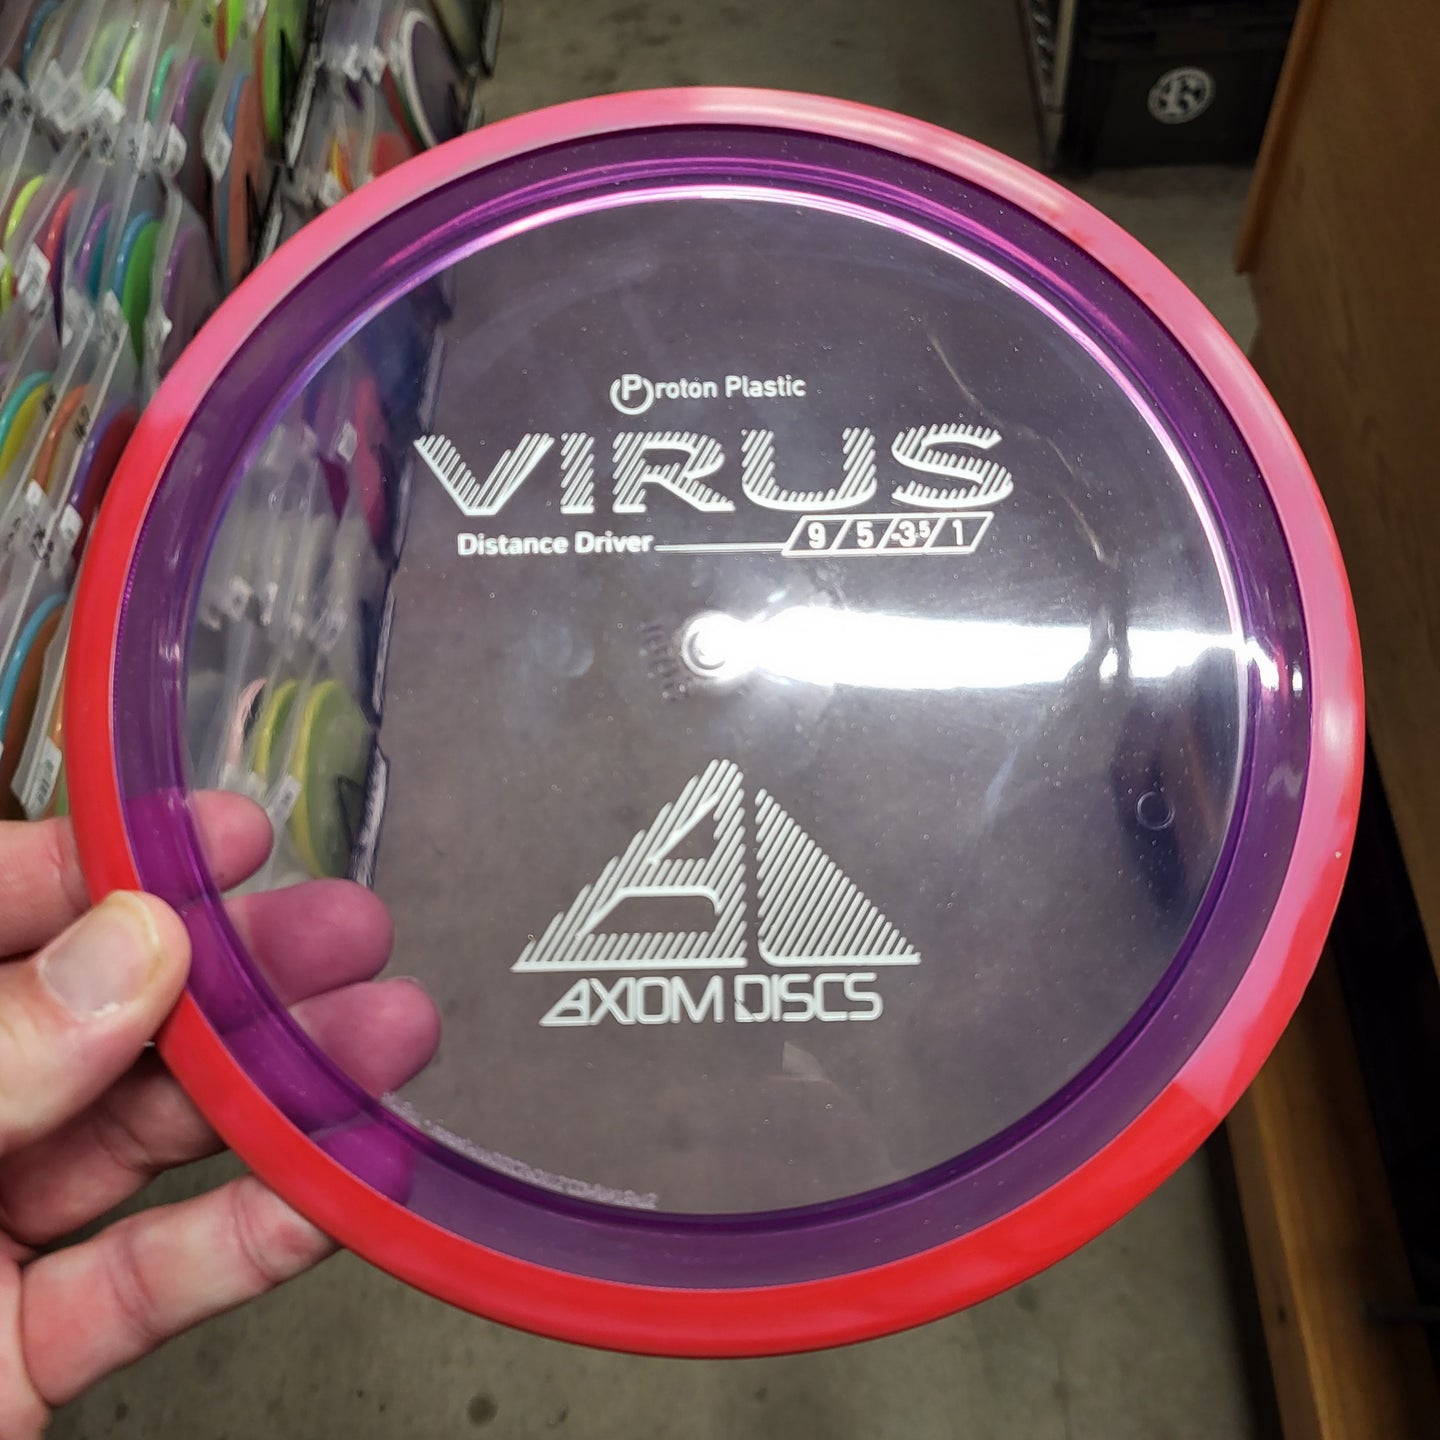 Proton Plastic
VIRUS
Distance Driver 9/5/-3.5/1
AXIOM DISCS